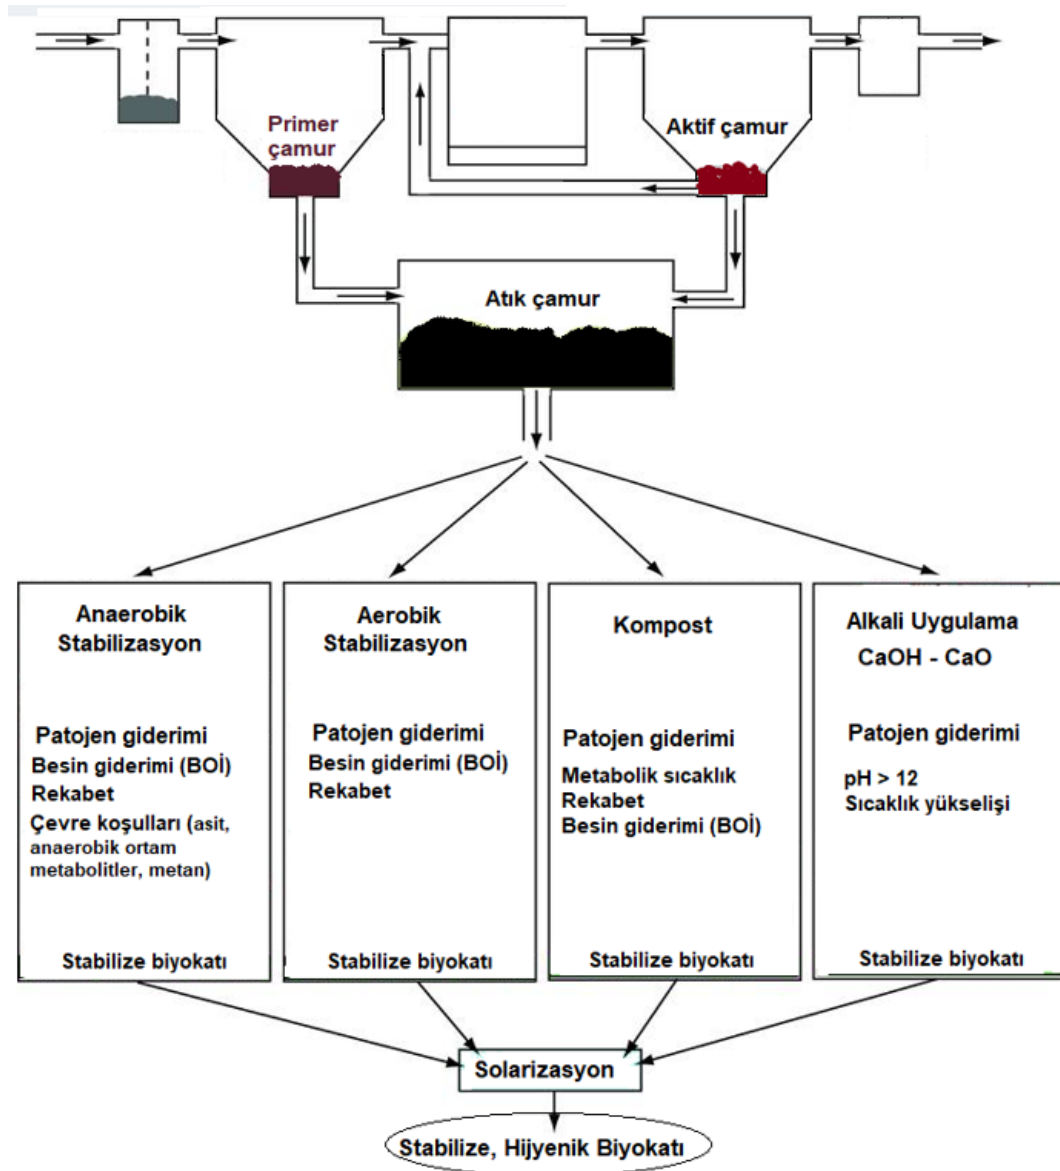 Primer
çamur
Aktif çamur
Atık çamur
Anaerobik
Stabilizasyon
Patojen giderimi
Besin giderimi (BOİ)
Rekabet
Çevre koşulları (asit,
anaerobik ortam
metabolitler, metan)
Stabilize biyokatı
Aerobik
Stabilizasyon
Patojen giderimi
Besin giderimi (BOİ)
Rekabet
Stabilize biyokatı
Kompost
Patojen giderimi
Metabolik sıcaklık
Rekabet
Besin giderimi (BOİ)
Stabilize biyokatı
Alkali Uygulama
CaOH - CaO
Patojen giderimi
pH > 12
Sıcaklık yükselişi
Stabilize biyokatı
Solarizasyon
Stabilize, Hijyenik Biyokatı